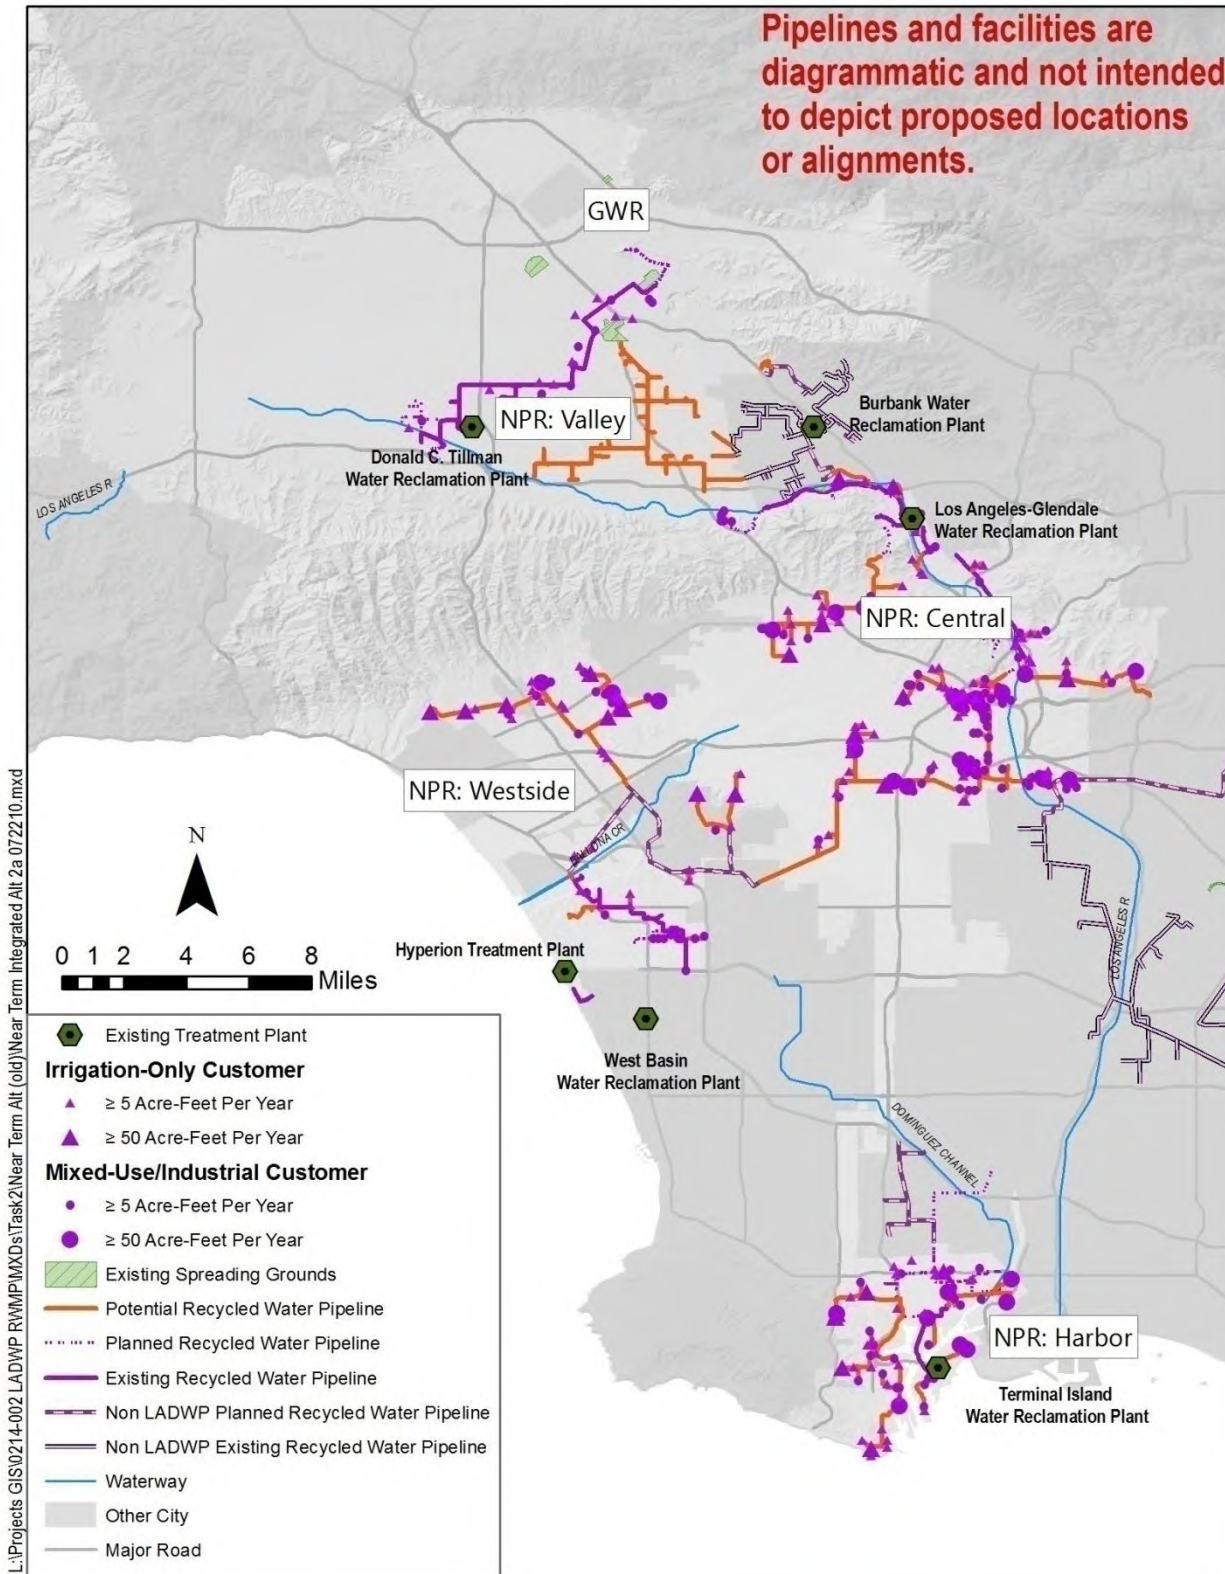 Pipelines and facilities are
diagrammatic and not intended
to depict proposed locations
or alignments.
GWR
NPR: Valley
Burbank Water
Reclamation Plant
Donald C. Tillman
Water Reclamation Plant
LOS ANGELES R
Los Angeles-Glendale
Water Reclamation Plant
NPR: Central
NPR: Westside
BALLONA CR
N
0 1 2 4 6 8
Miles
Hyperion Treatment Plant
LOS ANGELES R
West Basin
Water Reclamation Plant
DOMINGUEZ CHANNEL
NPR: Harbor
Terminal Island
Water Reclamation Plant
Existing Treatment Plant
Irrigation-Only Customer
≥ 5 Acre-Feet Per Year
≥ 50 Acre-Feet Per Year
Mixed-Use/Industrial Customer
≥ 5 Acre-Feet Per Year
≥ 50 Acre-Feet Per Year
Existing Spreading Grounds
Potential Recycled Water Pipeline
Planned Recycled Water Pipeline
Existing Recycled Water Pipeline
Non LADWP Planned Recycled Water Pipeline
Non LADWP Existing Recycled Water Pipeline
Waterway
Other City
Major Road
L:\Projects GIS\0214-002 LADWP RWMP\MXDs\Task2\Near Term Alt (old)\Near Term Integrated Alt 2a 072210.mxd